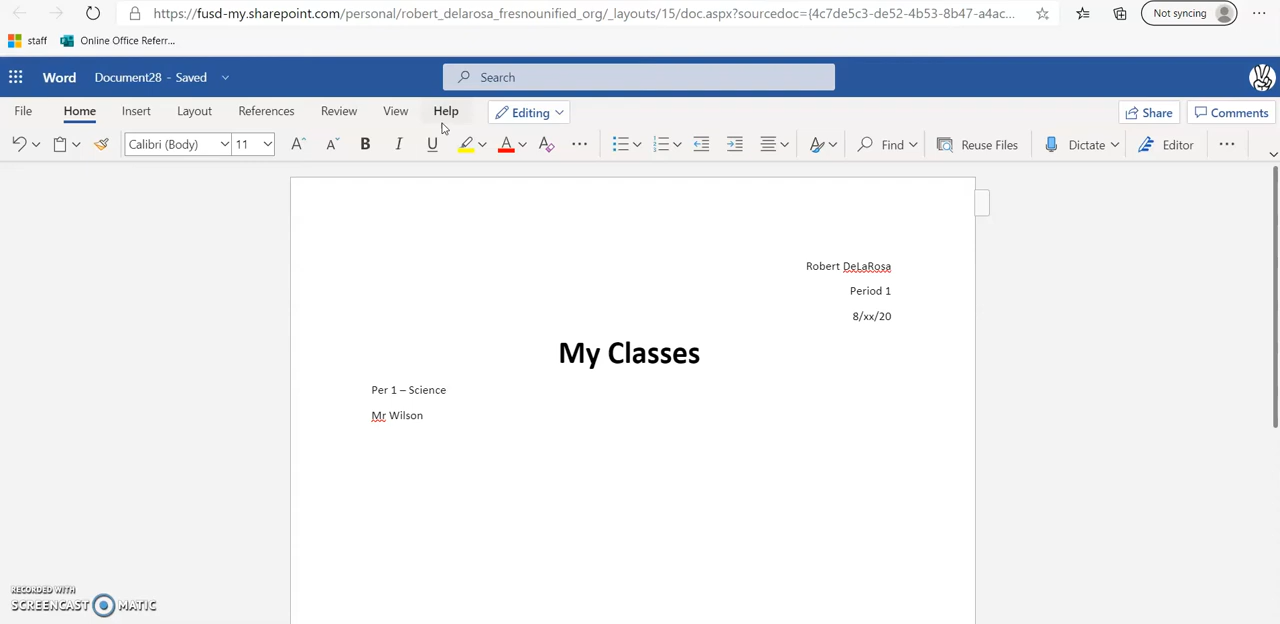 https://fusd-my.sharepoint.com/personal/robert_delarosa_fresnounified_org/_layouts/15/doc.aspx?sourcedoc={4c7de5c3-de52-4b53-8b47-a4ac...
Not syncing
staff
Online Office Referr...
Word
Document28 - Saved
Search
File
Home
Insert
Layout
References
Review
View
Help
Editing
Share
Comments
Calibri (Body)
11
A
A
B
I
U
A
A
Find
Reuse Files
Dictate
Editor
Robert DeLaRosa
Period 1
8/xx/20
My Classes
Per 1 – Science
Mr Wilson
RECORDED WITH
SCREENCAST MATIC